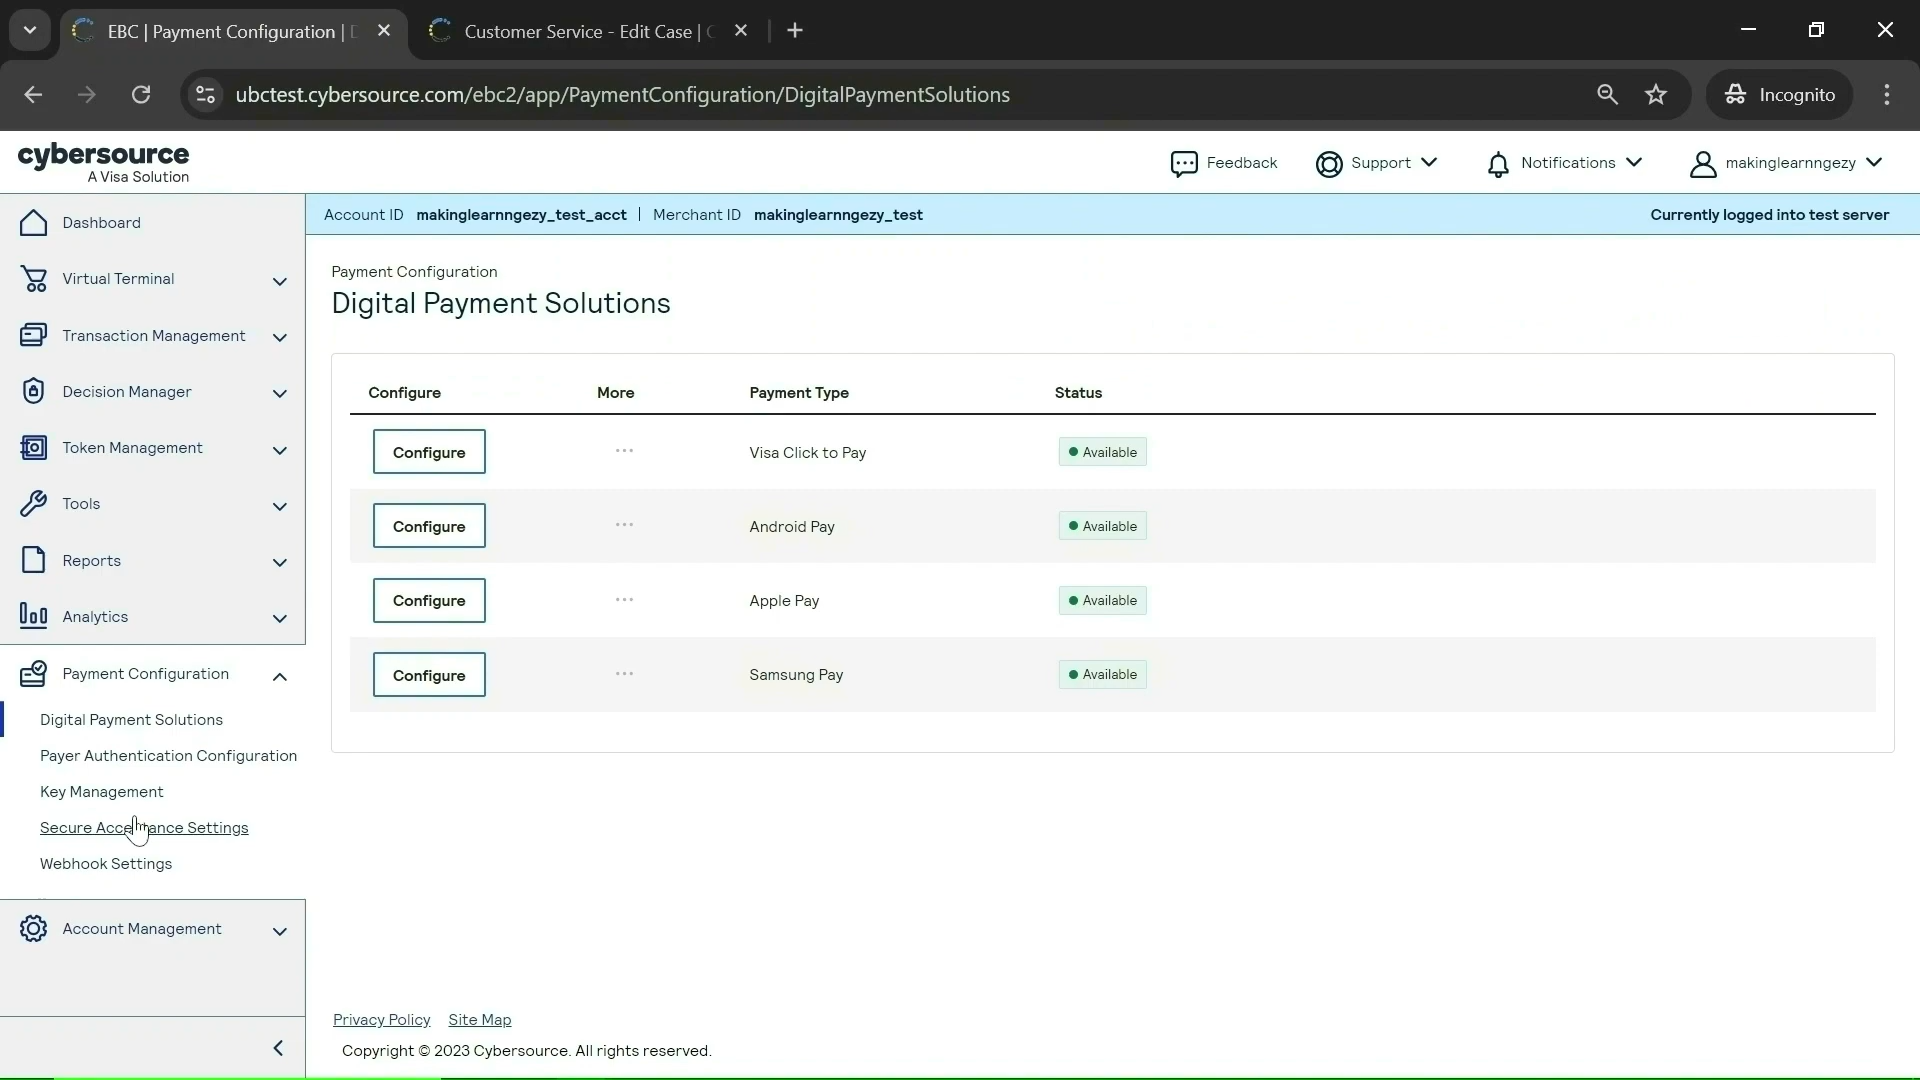 EBC | Payment Configuration |
Customer Service - Edit Case |
ubctest.cybersource.com/ebc2/app/PaymentConfiguration/DigitalPaymentSolutions
Incognito
cybersource
A Visa Solution
Feedback
Support
Notifications
makinglearnngezy
Account ID makinglearnngezy_test_acct | Merchant ID makinglearnngezy_test
Currently logged into test server
Dashboard
Virtual Terminal
Transaction Management
Decision Manager
Token Management
Tools
Reports
Analytics
Payment Configuration
Digital Payment Solutions
Payer Authentication Configuration
Key Management
Secure Acceptance Settings
Webhook Settings
Account Management
Payment Configuration
Digital Payment Solutions
Configure More Payment Type Status
Configure ... Visa Click to Pay Available
Configure ... Android Pay Available
Configure ... Apple Pay Available
Configure ... Samsung Pay Available
Privacy Policy Site Map
Copyright © 2023 Cybersource. All rights reserved.